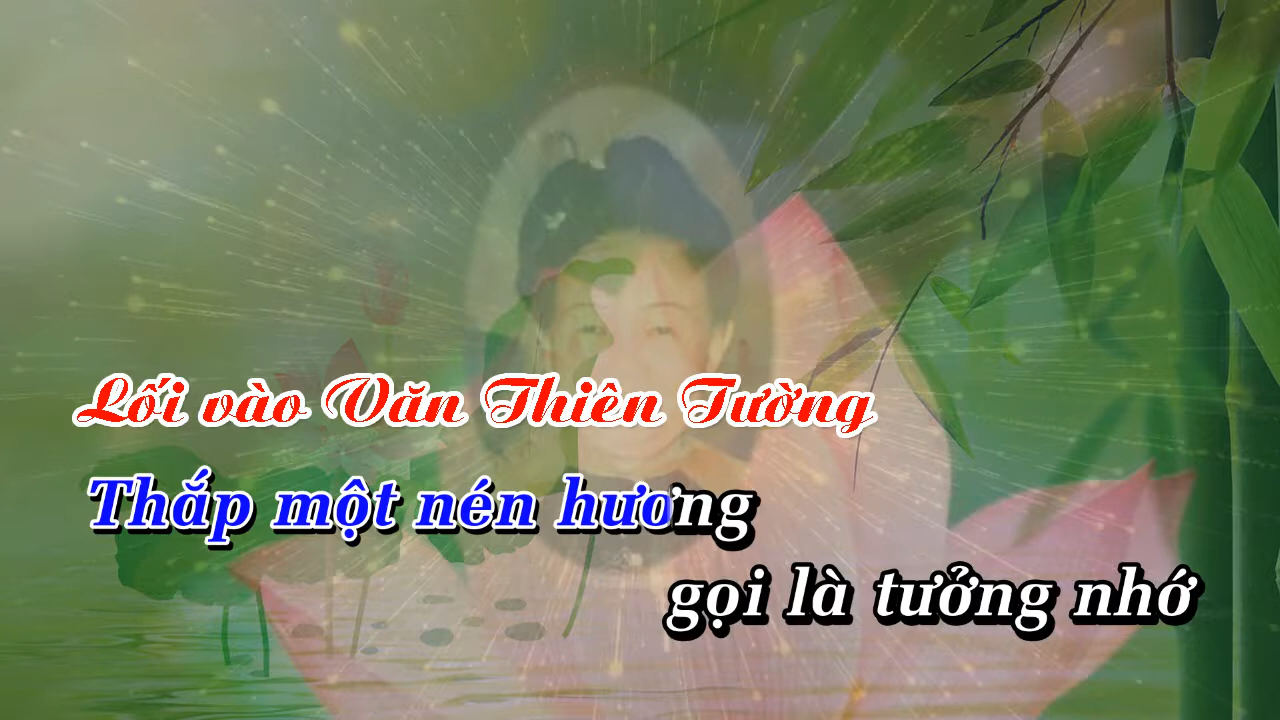 Lối vào Văn Thiên Tường
Thắp một nén hương
gọi là tưởng nhớ